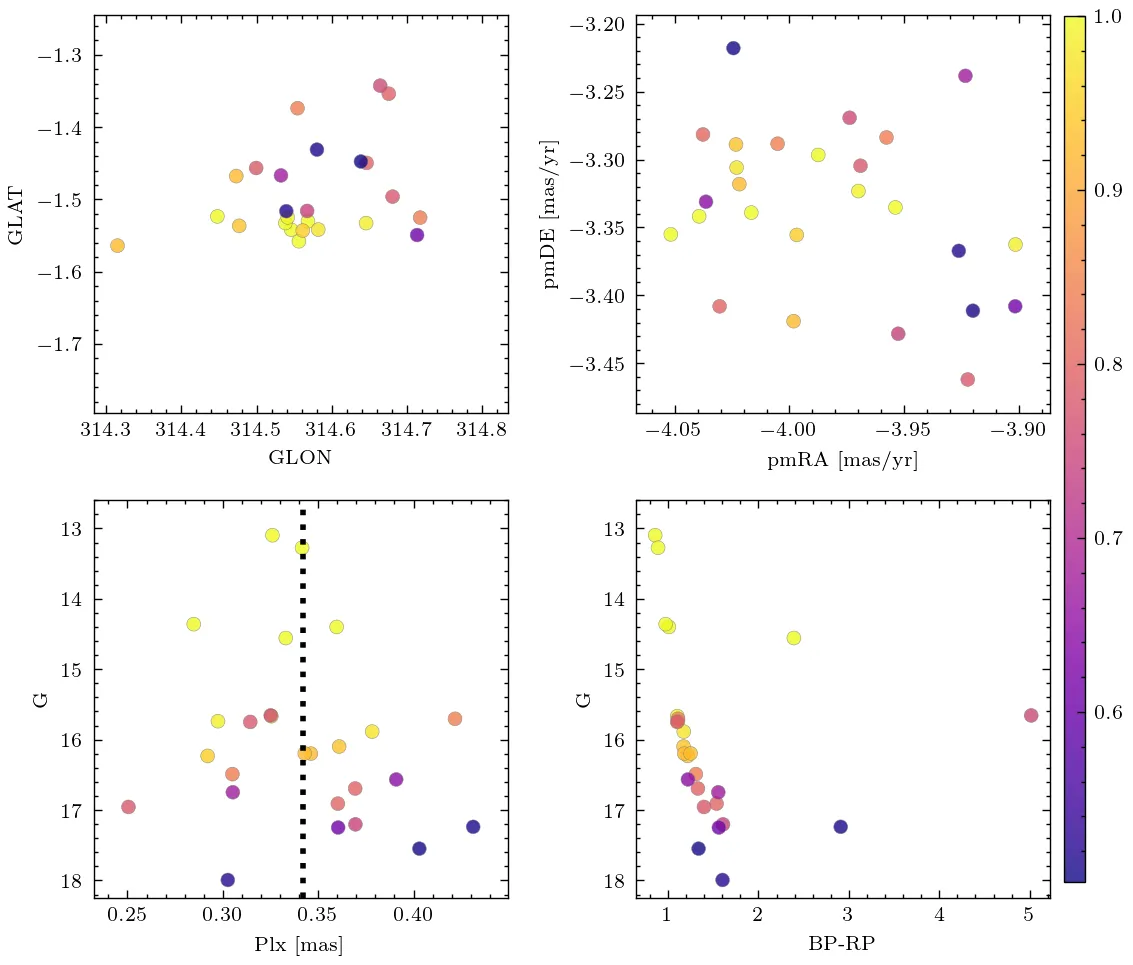 −1.3
−1.4
−1.5
−1.6
−1.7
GLAT
314.3 314.4 314.5 314.6 314.7 314.8
GLON
−3.20
−3.25
−3.30
−3.35
−3.40
−3.45
pmDE [mas/yr]
−4.05 −4.00 −3.95 −3.90
pmRA [mas/yr]
1.0
0.9
0.8
0.7
0.6
13
14
15
16
17
18
G
0.25 0.30 0.35 0.40
Plx [mas]
13
14
15
16
17
18
G
1 2 3 4 5
BP-RP